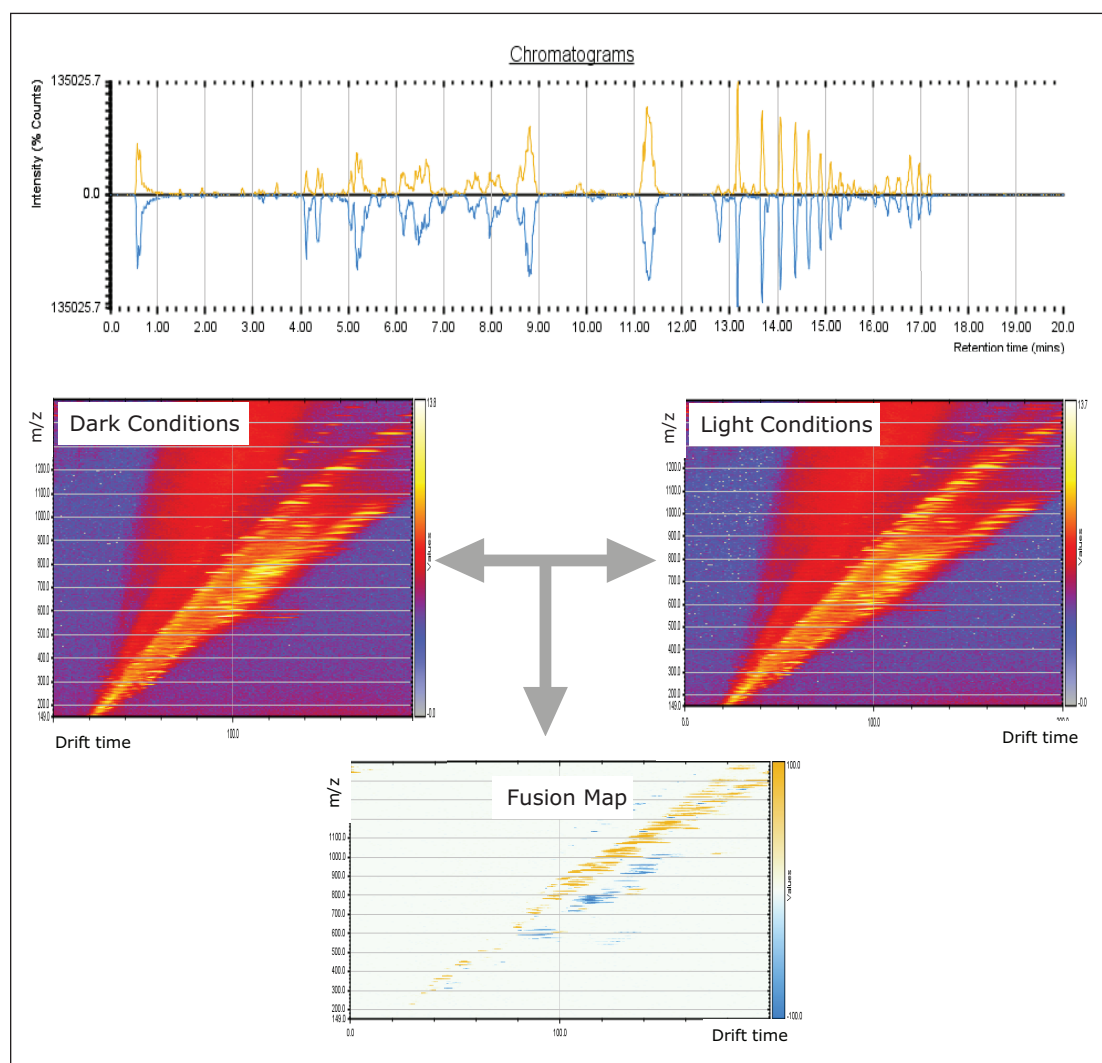 Chromatograms
135025.7
Intensity (% Counts)
0.0
135025.7
0.0 1.00 2.00 3.00 4.00 5.00 6.00 7.00 8.00 9.00 10.00 11.00 12.00 13.00 14.00 15.00 16.00 17.00 18.00 19.00 20.0
Retention time (mins)
Dark Conditions
m/z
13.8
1200.0
1100.0
1000.0
900.0
800.0
700.0
600.0
500.0
400.0
300.0
200.0
149.0
Values
-0.0
100.0
Drift time
Light Conditions
m/z
13.7
1200.0
1100.0
1000.0
900.0
800.0
700.0
600.0
500.0
400.0
300.0
200.0
149.0
Values
-0.0
0.0 100.0
Drift time
Fusion Map
m/z
100.0
1100.0
1000.0
900.0
800.0
700.0
600.0
500.0
400.0
300.0
200.0
149.0
Values
-100.0
0.0 100.0
Drift time